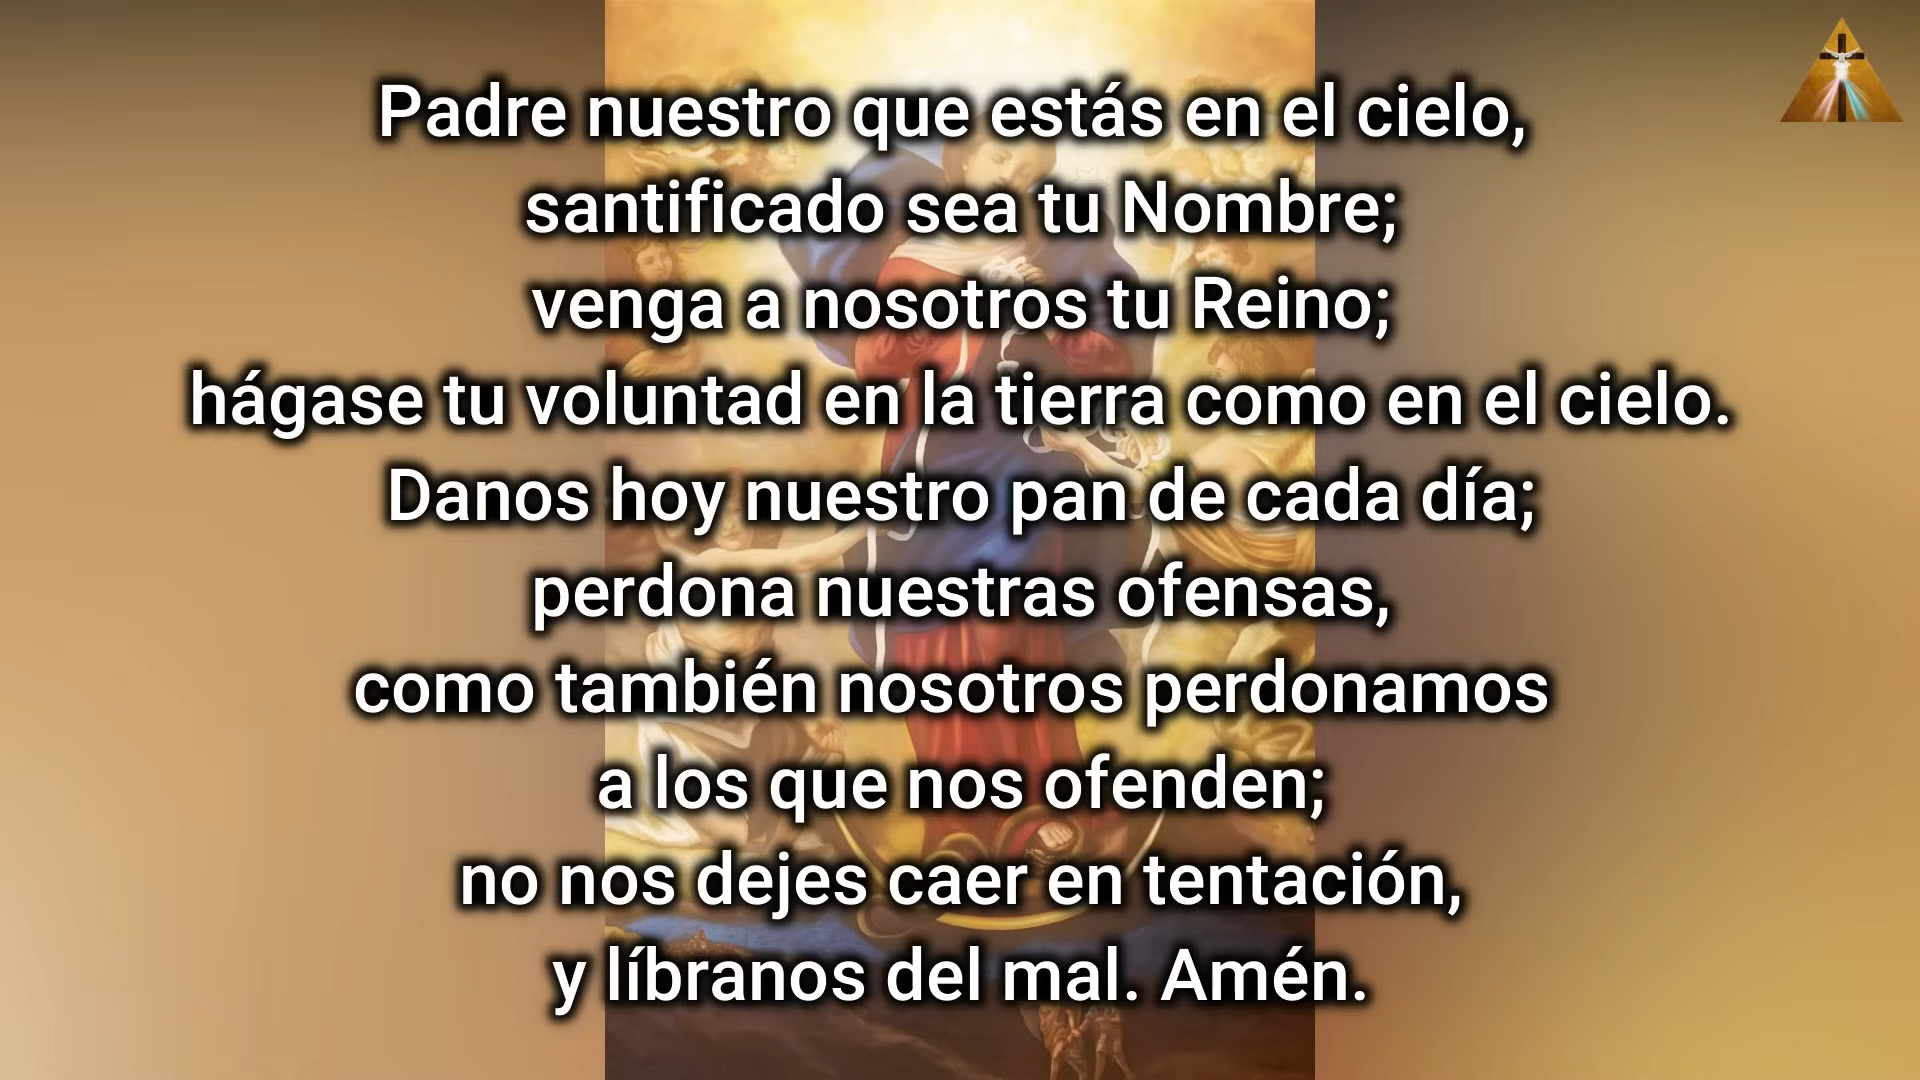 Padre nuestro que estás en el cielo,
santificado sea tu Nombre;
venga a nosotros tu Reino;
hágase tu voluntad en la tierra como en el cielo.
Danos hoy nuestro pan de cada día;
perdona nuestras ofensas,
como también nosotros perdonamos
a los que nos ofenden;
no nos dejes caer en tentación,
y líbranos del mal. Amén.